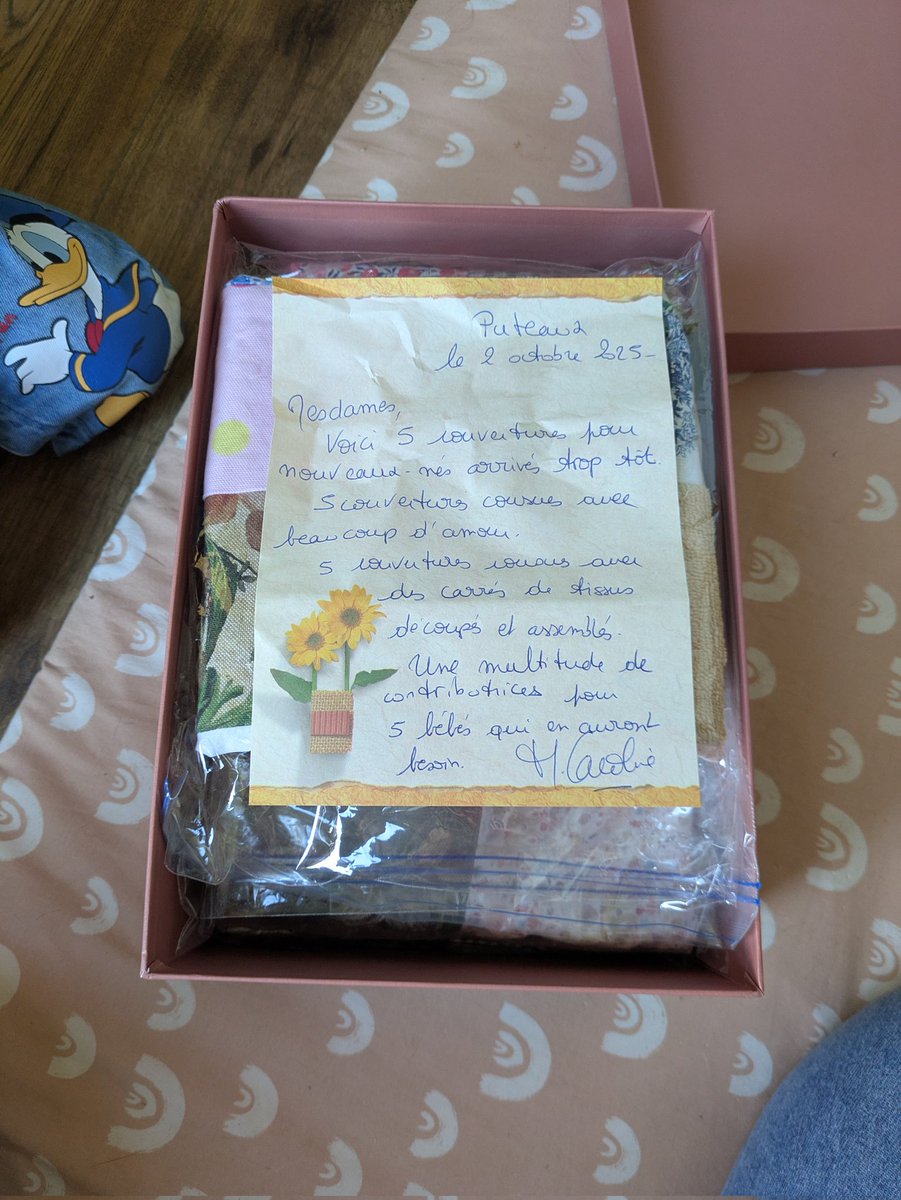 Puteaux
le 2 octobre 2025-
Mesdames,
Voici 5 couvertures pour
nouveaux-nés arrivés trop tôt.
5 couvertures cousues avec
beaucoup d'amour.
5 couvertures cousues avec
des carrés de tissus
découpés et assemblés.
Une multitude de
contributrices pour
5 bébés qui en auront
besoin. M. Caroline